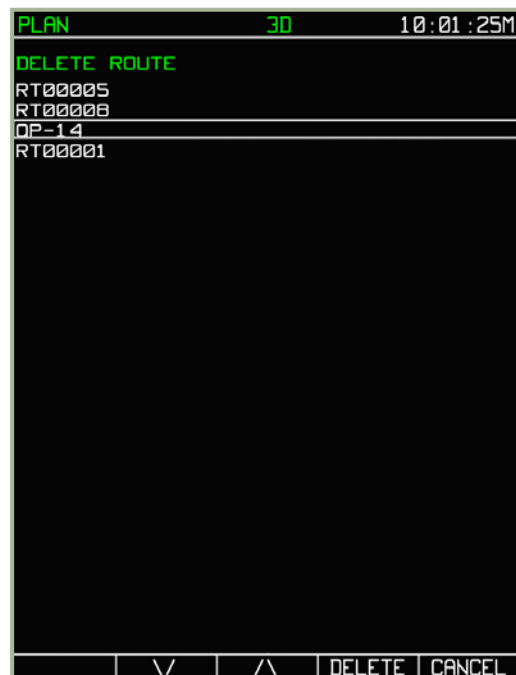 PLAN 3D 10:01:25M
DELETE ROUTE
RT00005
RT00008
OP-14
RT00001
\/ /\ DELETE CANCEL